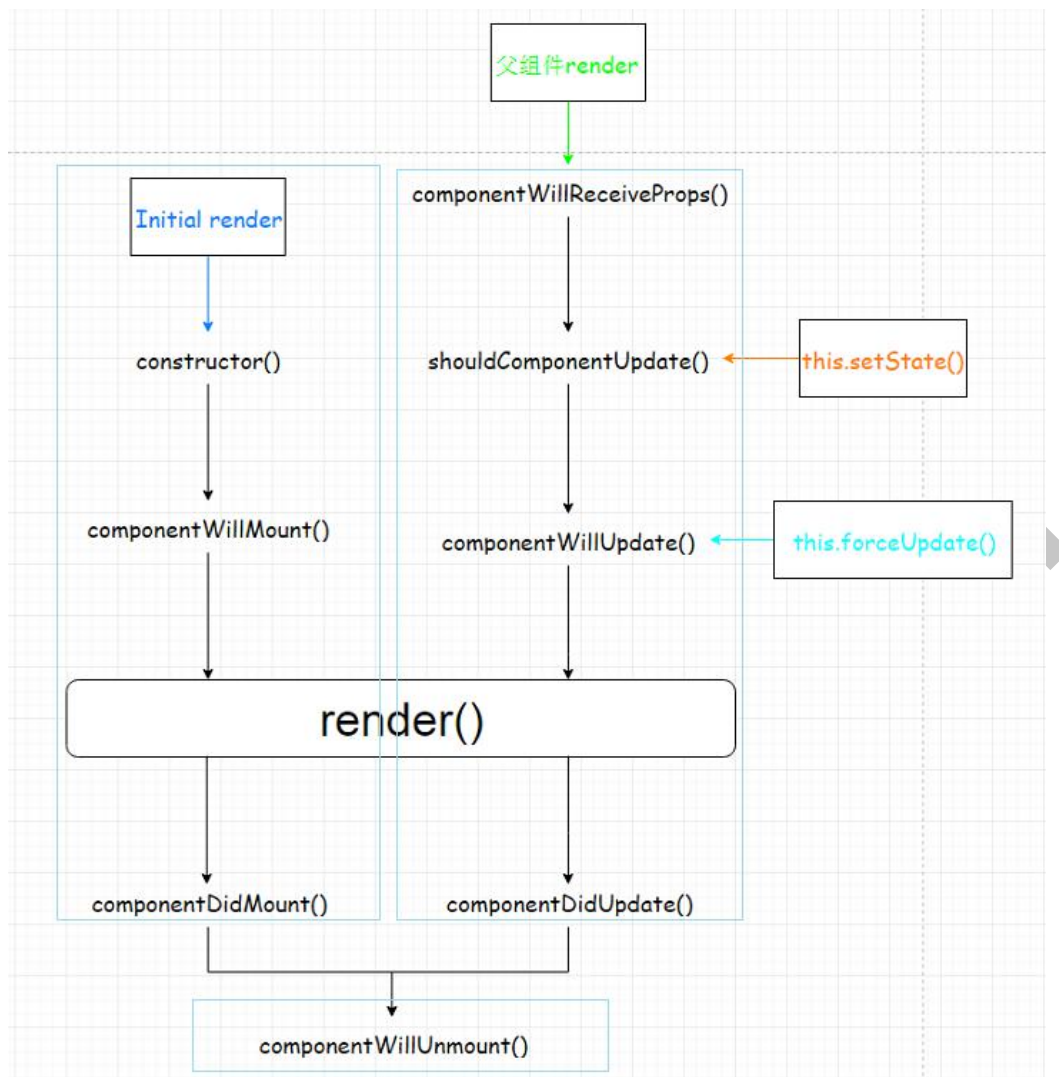 父组件render
componentWillReceiveProps()
Initial render
constructor()
shouldComponentUpdate()
this.setState()
componentWillMount()
componentWillUpdate()
this.forceUpdate()
render()
componentDidMount()
componentDidUpdate()
componentWillUnmount()